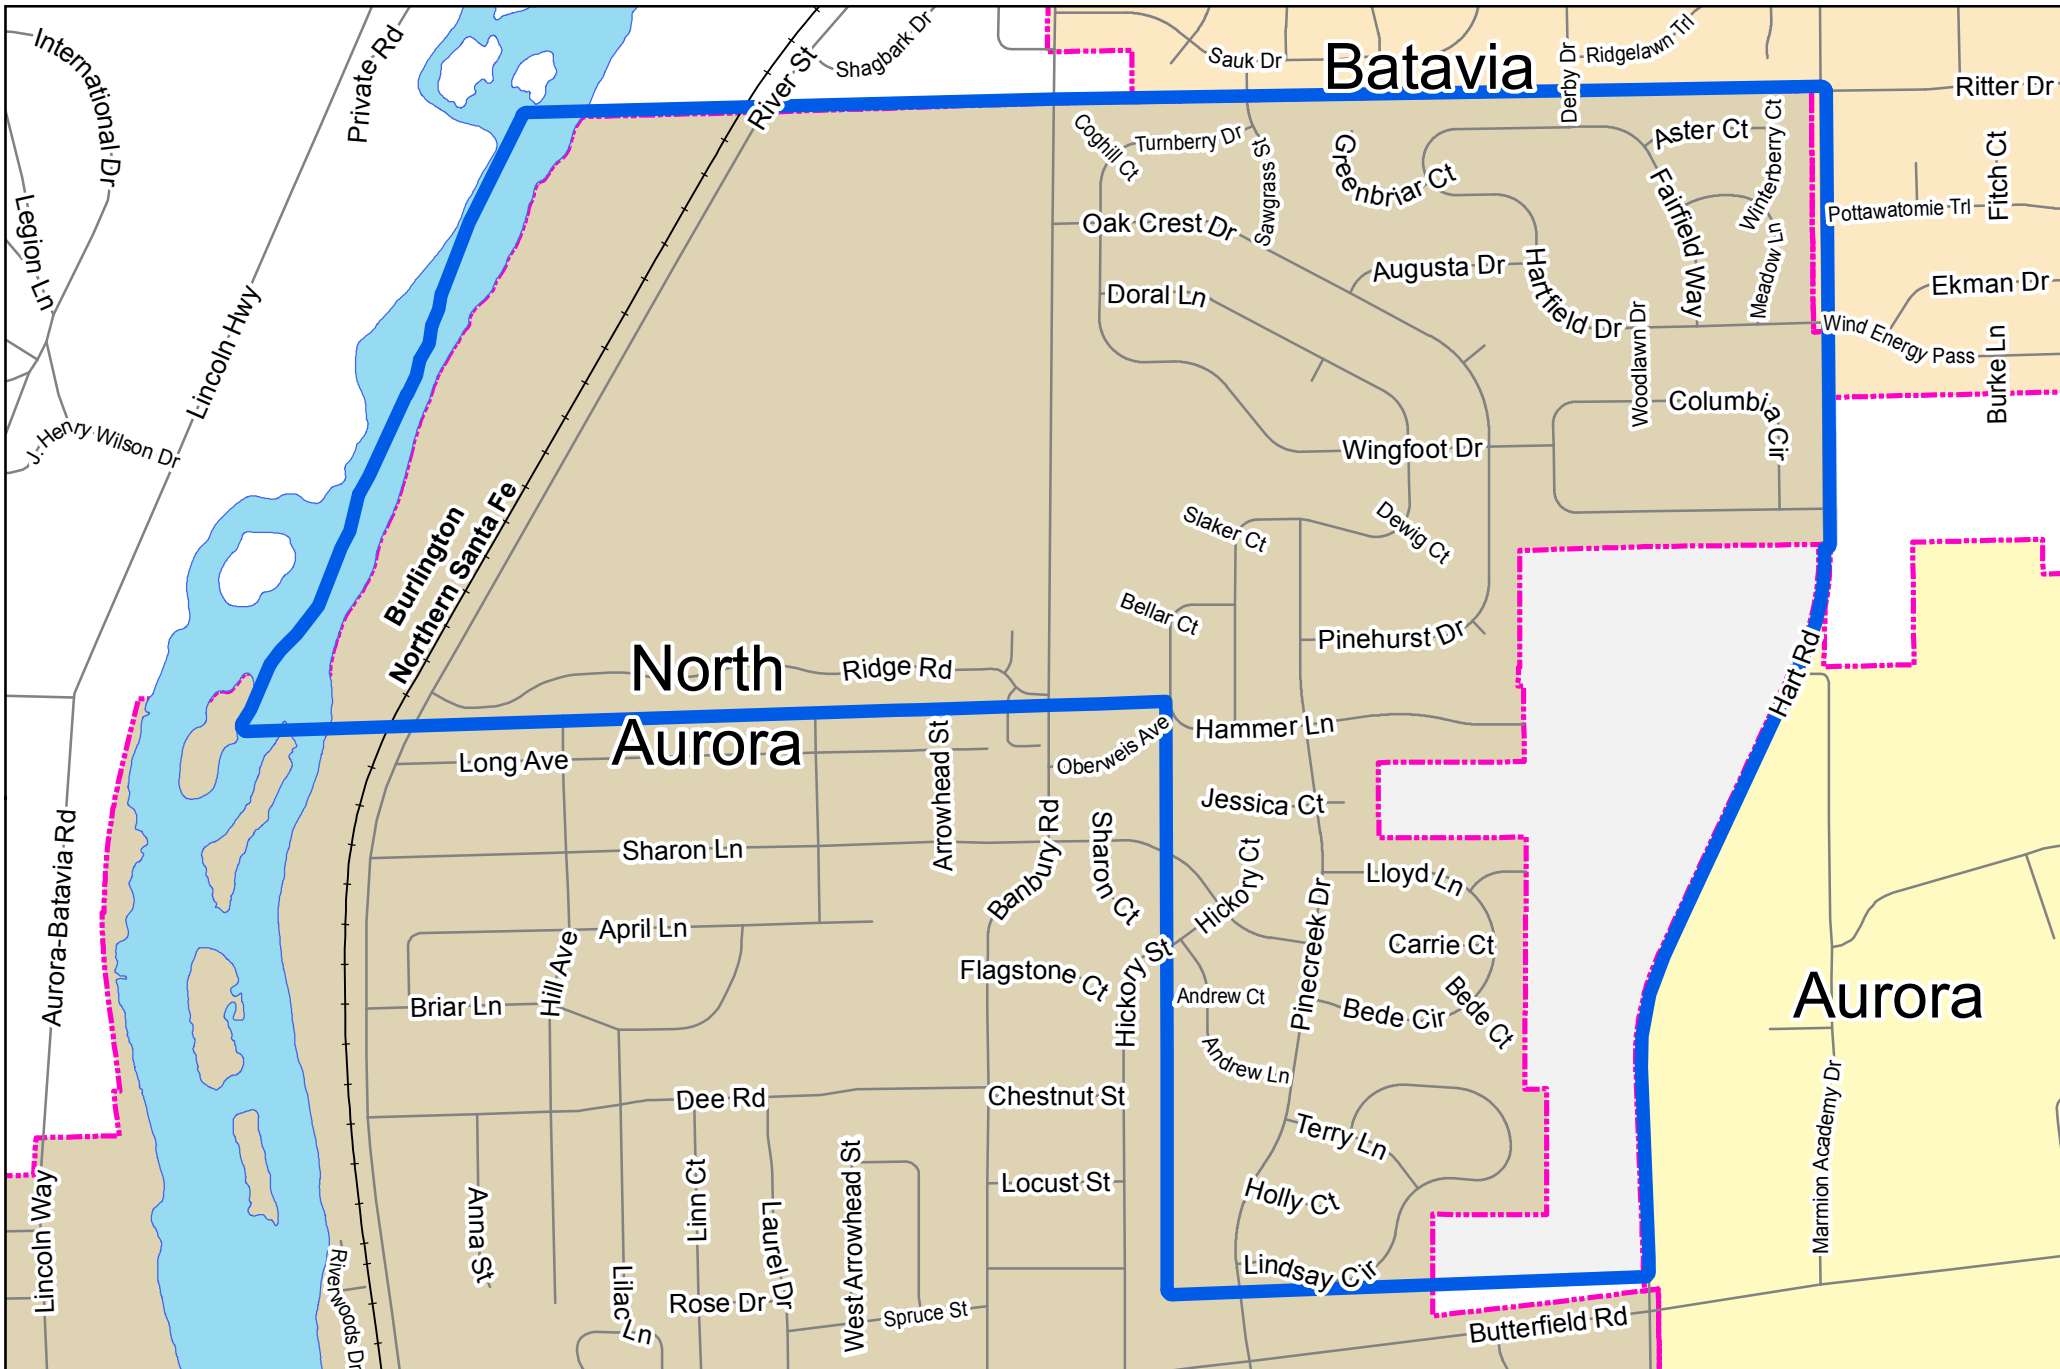 International Dr
Private Rd
River St
Shagbark Dr
Sauk Dr
Batavia
Derby Dr
Ridgelawn Trl
Ritter Dr
Coghill Ct
Turnberry Dr
Sawgrass St
Greenbriar Ct
Aster Ct
Winterberry Ct
Fitch Ct
Legion Ln
Oak Crest Dr
Fairfield Way
Pottawatomie Trl
Augusta Dr
Hartfield Dr
Meadow Ln
Ekman Dr
Doral Ln
Lincoln Hwy
Woodlawn Dr
Wind Energy Pass
Burke Ln
Columbia Cir
J. Henry Wilson Dr
Wingfoot Dr
Burlington
Northern Santa Fe
Slaker Ct
Dewig Ct
Bellar Ct
Pinehurst Dr
North
Aurora
Ridge Rd
Hart Rd
Long Ave
Arrowhead St
Oberweis Ave
Hammer Ln
Aurora-Batavia Rd
Jessica Ct
Sharon Ln
Banbury Rd
Sharon Ct
Hickory Ct
Lloyd Ln
Pinecreek Dr
April Ln
Hill Ave
Flagstone Ct
Hickory St
Carrie Ct
Briar Ln
Andrew Ct
Bede Cir
Bede Ct
Aurora
Andrew Ln
Dee Rd
Chestnut St
Terry Ln
Marmion Academy Dr
Lincoln Way
Anna St
Linn Ct
Laurel Dr
West Arrowhead St
Locust St
Holly Ct
Riverwoods Dr
Lilac Ln
Rose Dr
Spruce St
Lindsay Cir
Butterfield Rd